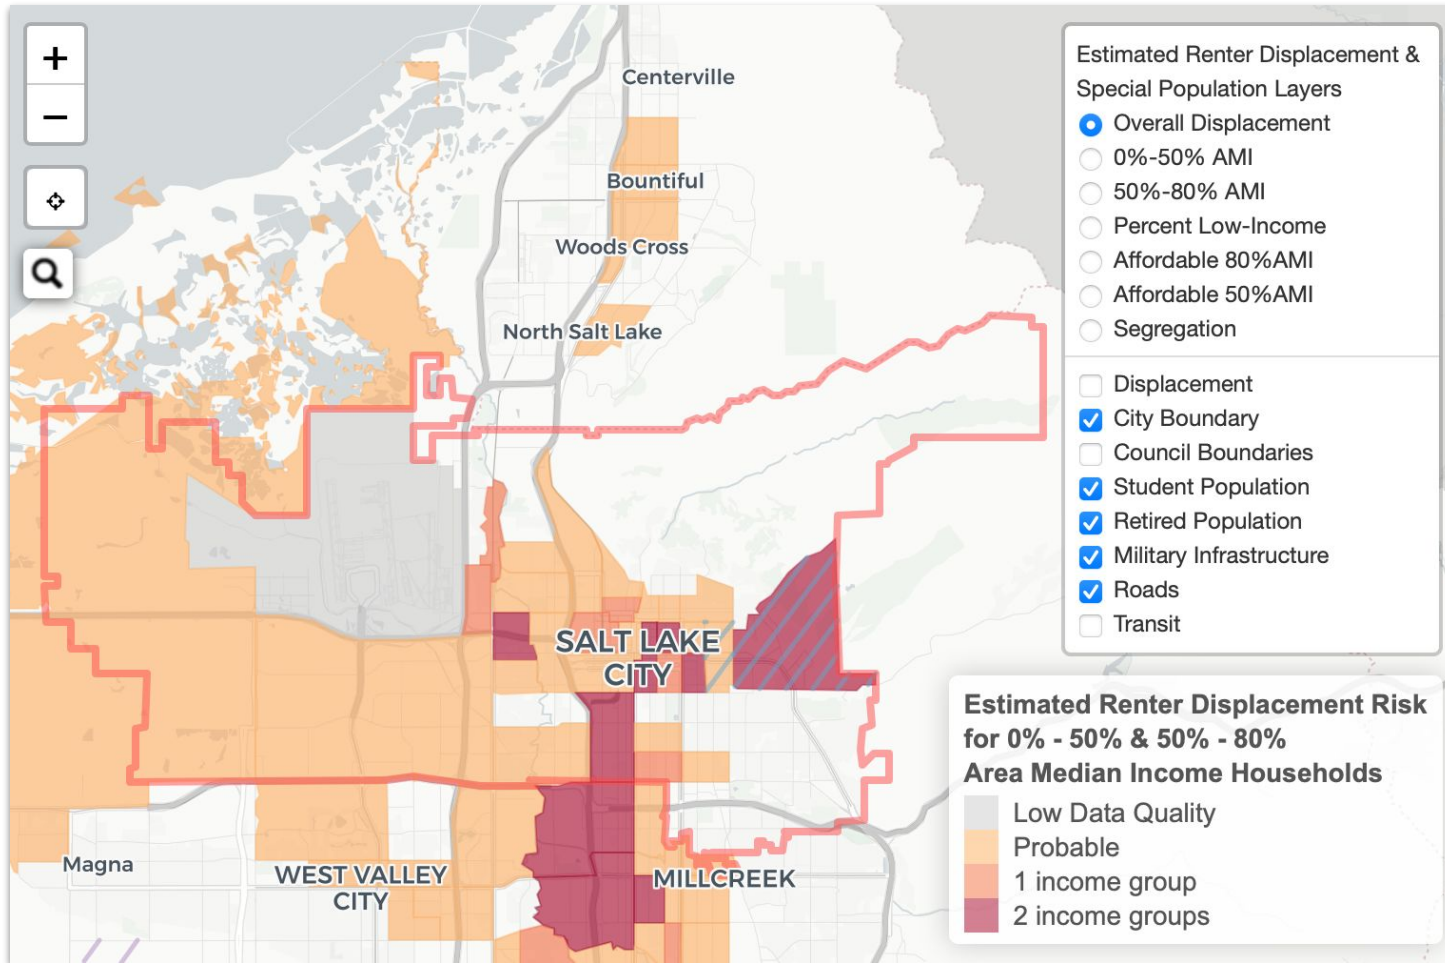 +
−
Centerville
Bountiful
Woods Cross
North Salt Lake
SALT LAKE
CITY
Magna
WEST VALLEY
CITY
MILLCREEK
Estimated Renter Displacement &
Special Population Layers
Overall Displacement
0%-50% AMI
50%-80% AMI
Percent Low-Income
Affordable 80%AMI
Affordable 50%AMI
Segregation
Displacement
City Boundary
Council Boundaries
Student Population
Retired Population
Military Infrastructure
Roads
Transit
Estimated Renter Displacement Risk
for 0% - 50% & 50% - 80%
Area Median Income Households
Low Data Quality
Probable
1 income group
2 income groups